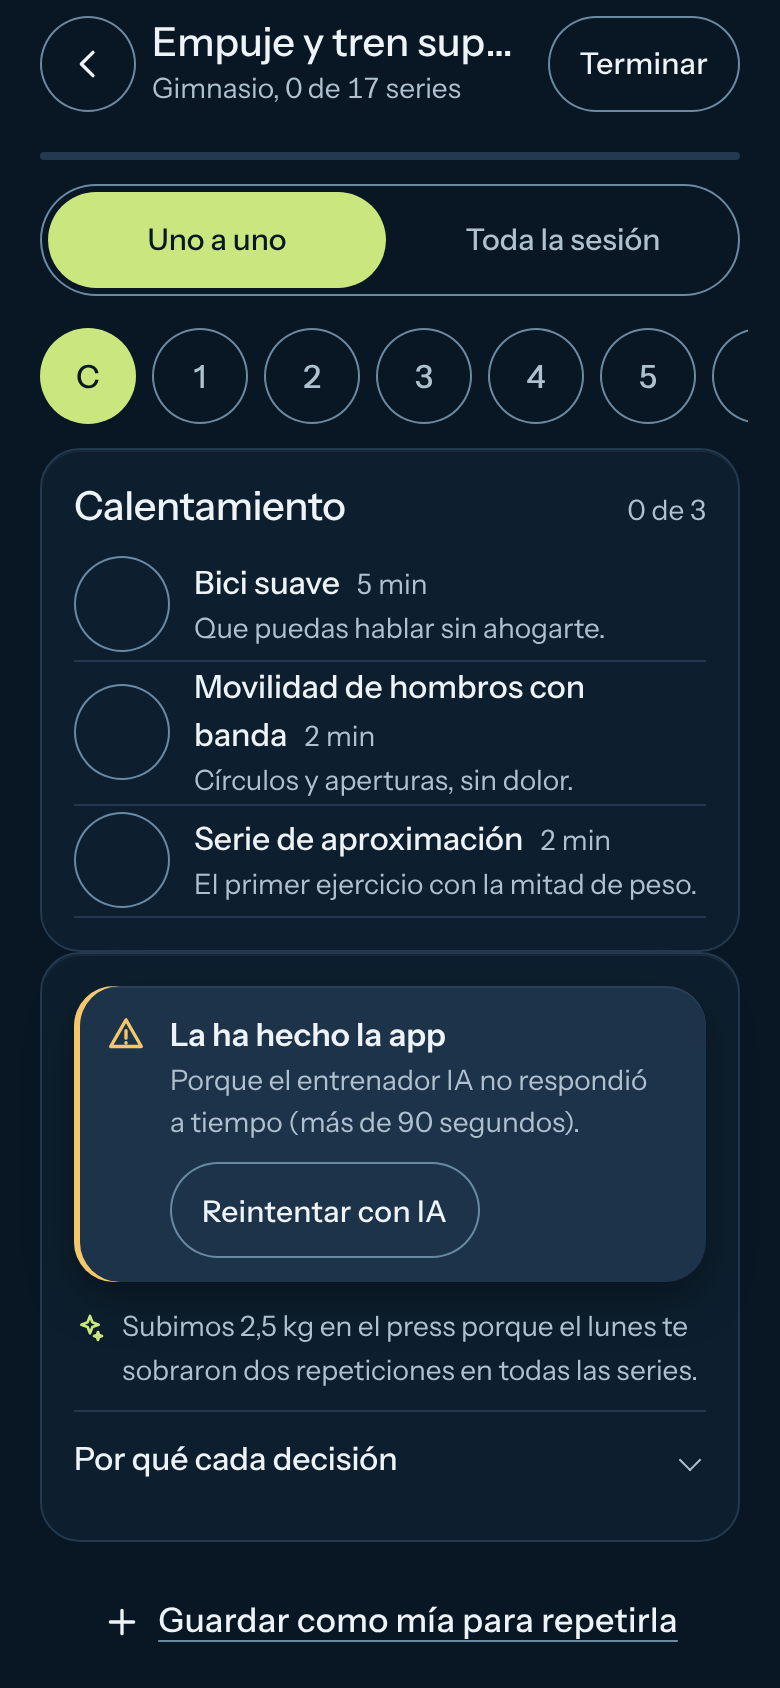 Empuje y tren sup...
Gimnasio, 0 de 17 series
Terminar
Uno a uno
Toda la sesión
C
1
2
3
4
5
Calentamiento
0 de 3
Bici suave 5 min
Que puedas hablar sin ahogarte.
Movilidad de hombros con
banda 2 min
Círculos y aperturas, sin dolor.
Serie de aproximación 2 min
El primer ejercicio con la mitad de peso.
La ha hecho la app
Porque el entrenador IA no respondió
a tiempo (más de 90 segundos).
Reintentar con IA
Subimos 2,5 kg en el press porque el lunes te
sobraron dos repeticiones en todas las series.
Por qué cada decisión
Guardar como mía para repetirla